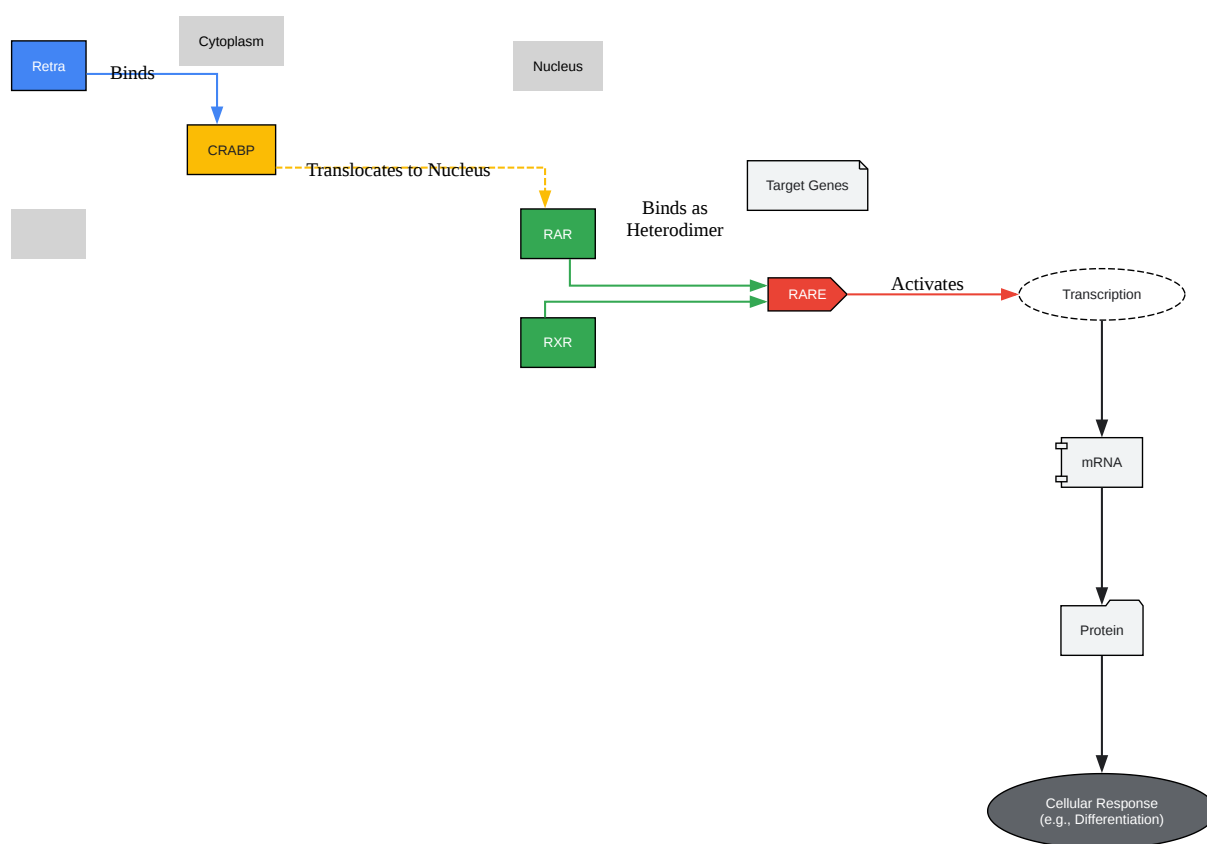 Cytoplasm
Nucleus
Retra
Binds
CRABP
Translocates to Nucleus
Target Genes
RAR
Binds as
Heterodimer
RARE
Activates
Transcription
RXR
mRNA
Protein
Cellular Response
(e.g., Differentiation)